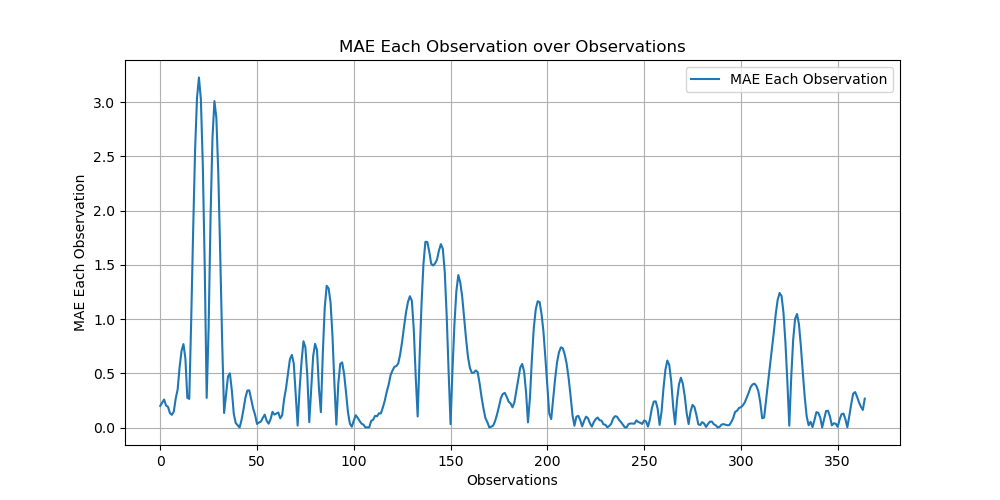 MAE Each Observation over Observations
MAE Each Observation
3.0
2.5
2.0
1.5
1.0
0.5
0.0
MAE Each Observation
0 50 100 150 200 250 300 350
Observations